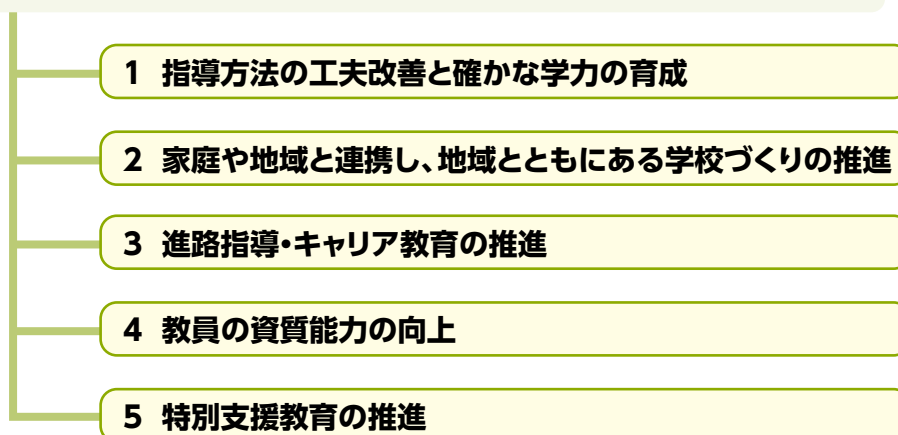 1 指導方法の工夫改善と確かな学力の育成
2 家庭や地域と連携し、地域とともにある学校づくりの推進
3 進路指導・キャリア教育の推進
4 教員の資質能力の向上
5 特別支援教育の推進